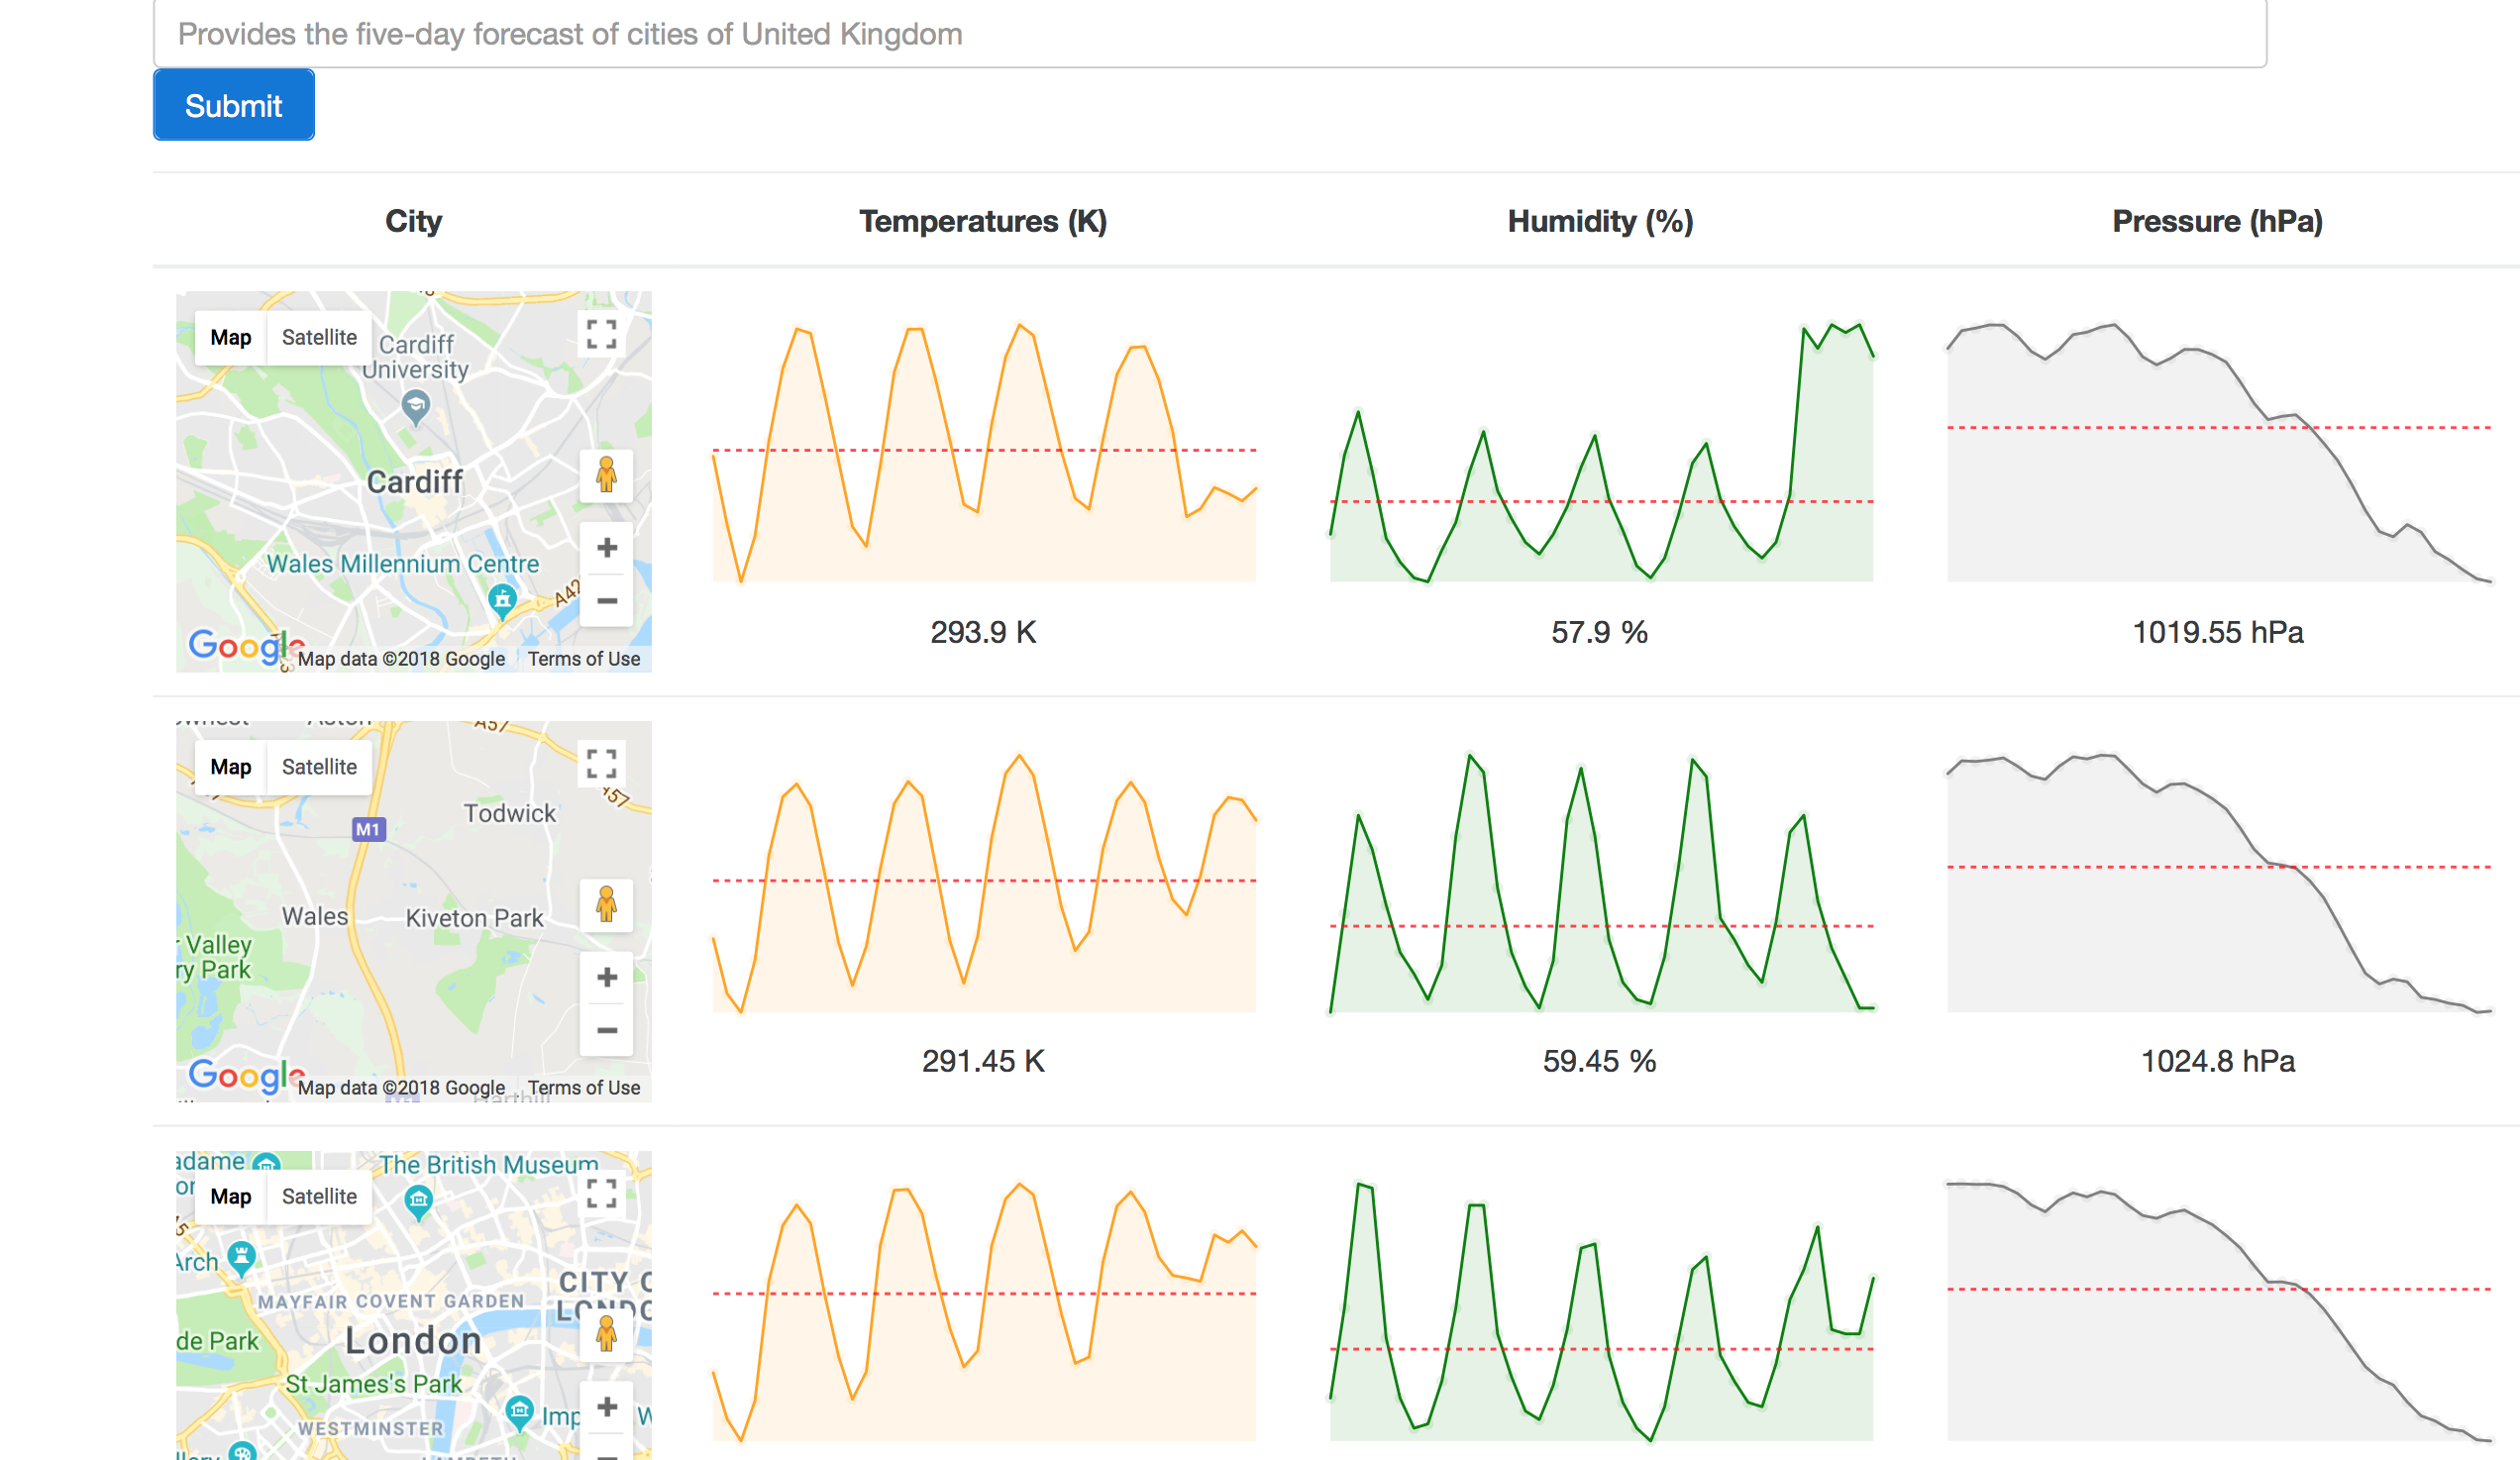 Provides the five-day forecast of cities of United Kingdom
Submit
City
Temperatures (K)
Humidity (%)
Pressure (hPa)
Map
Satellite
Cardiff
University
Cardiff
Wales Millennium Centre
Google
Map data ©2018 Google
Terms of Use
293.9 K
57.9 %
1019.55 hPa
A57
Map
Satellite
Todwick
M1
Wales
Kiveton Park
Valley
ry Park
Google
Map data ©2018 Google
Terms of Use
291.45 K
59.45 %
1024.8 hPa
adame
The British Museum
Map
Satellite
Arch
CITY
MAYFAIR
COVENT GARDEN
London
de Park
St James's Park
Imp
WESTMINSTER